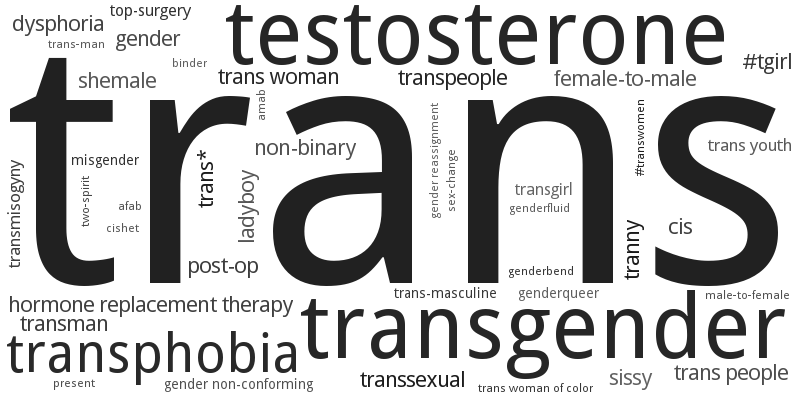 dysphoria
top-surgery
testosterone
trans-man
gender
binder
#tgirl
shemale
trans woman
transpeople
female-to-male
trans
amab
misgender
trans*
non-binary
gender reassignment
sex-change
#transwomen
trans youth
transmisogyny
two-spirit
afab
cishet
ladyboy
transgirl
genderfluid
cis
tranny
post-op
genderbend
hormone replacement therapy
trans-masculine
genderqueer
male-to-female
transman
transgender
transphobia
present
gender non-conforming
transsexual
trans woman of color
sissy
trans people